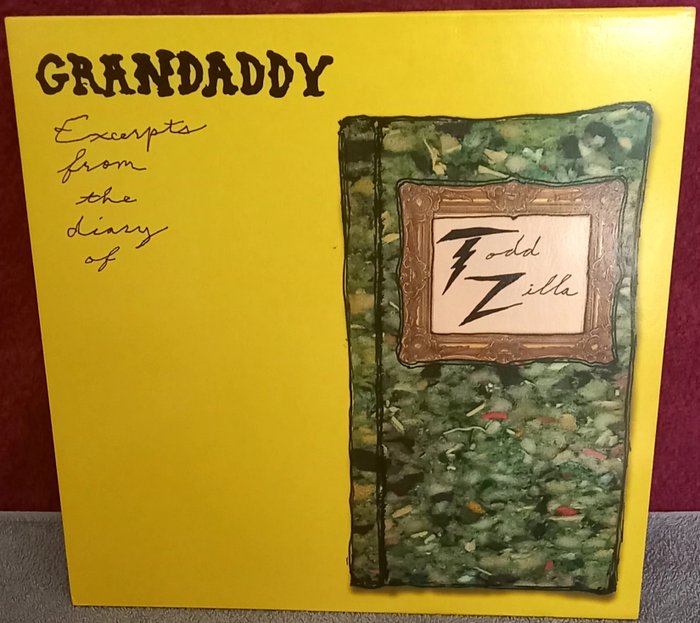 GRANDADDY
Excerpts
from
the
diary
of
Todd
Zilla